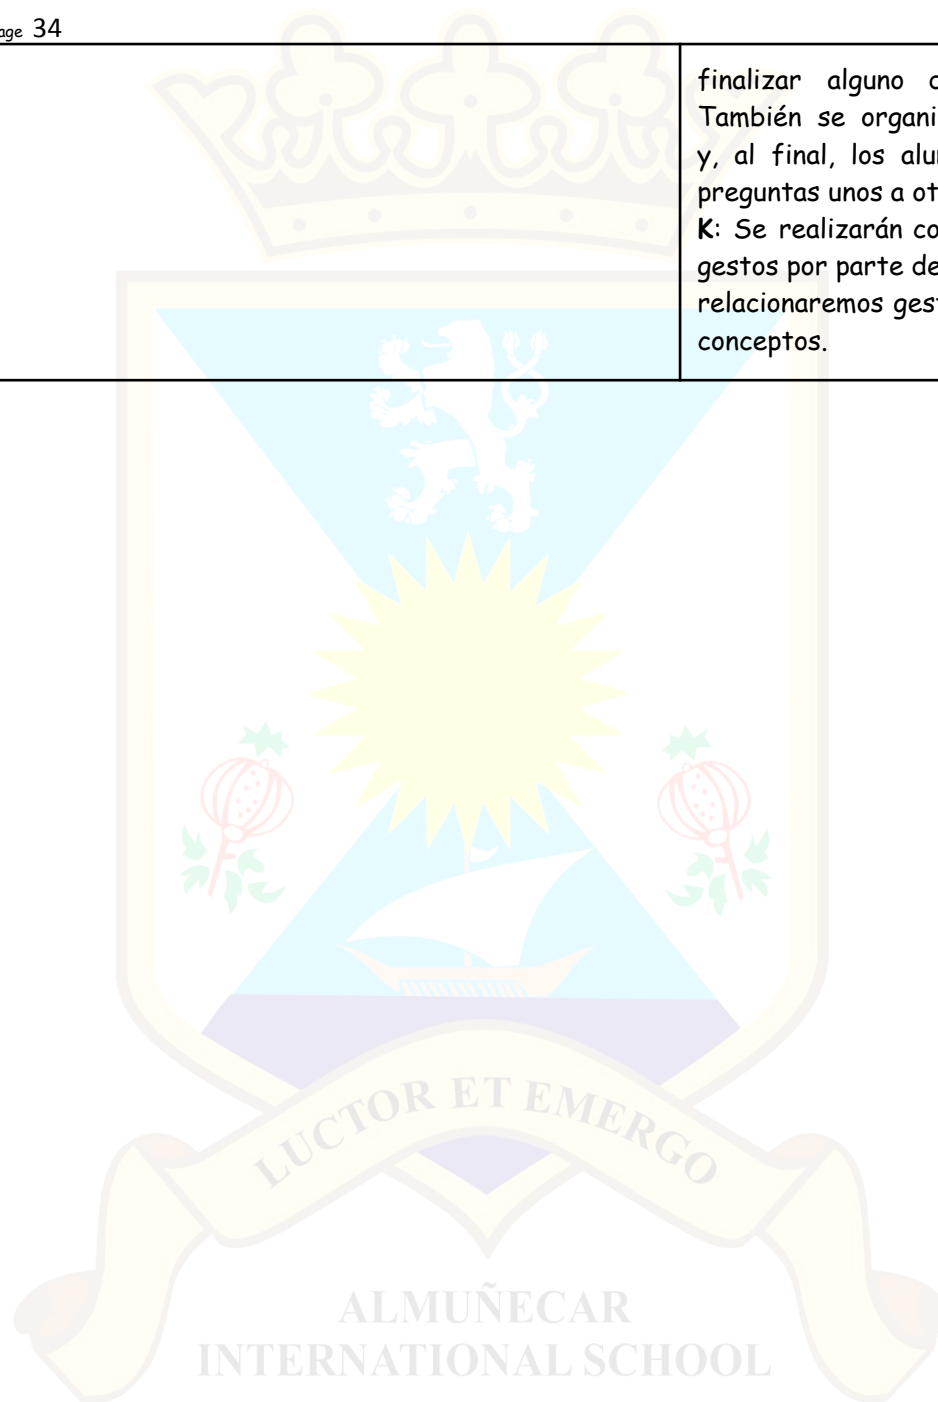 age 34
finalizar alguno
También se organi
y, al final, los alu
preguntas unos a ot
K: Se realizarán co
gestos por parte de
relacionaremos ges
conceptos.
LUCTOR ET EMERGO
ALMUÑECAR
INTERNATIONAL SCHOOL